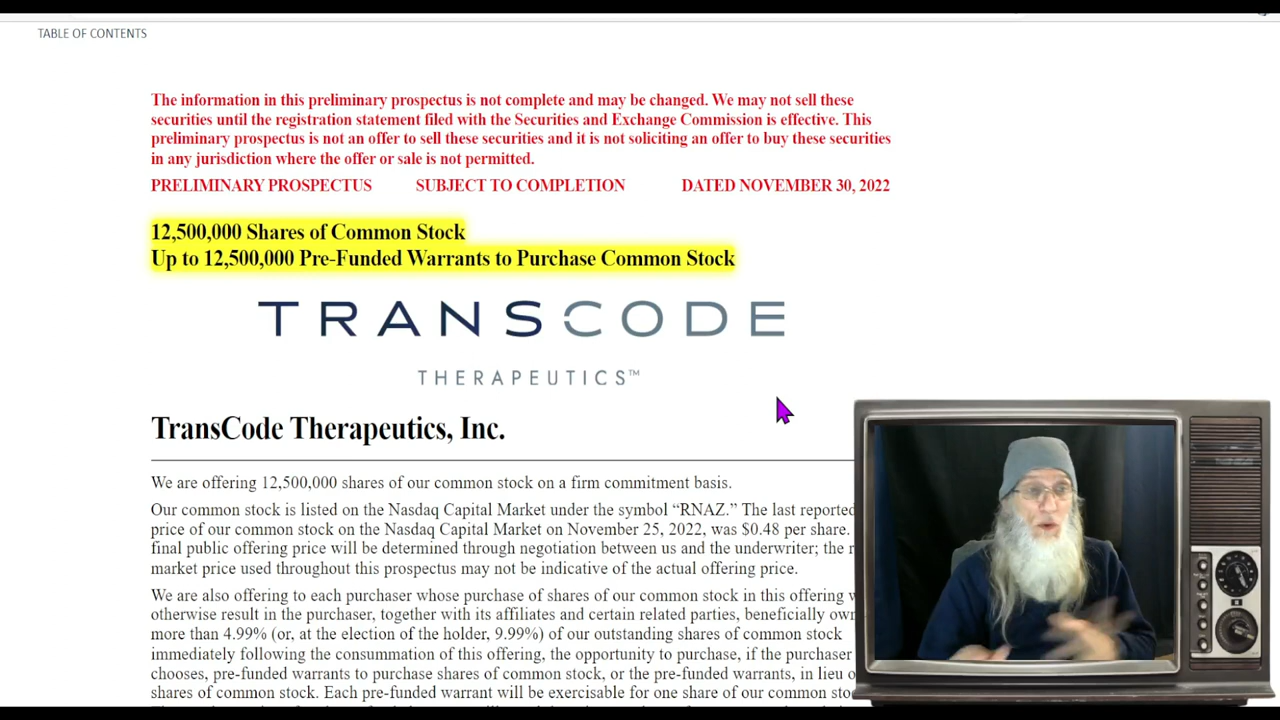 TABLE OF CONTENTS
The information in this preliminary prospectus is not complete and may be changed. We may not sell these
securities until the registration statement filed with the Securities and Exchange Commission is effective. This
preliminary prospectus is not an offer to sell these securities and it is not soliciting an offer to buy these securities
in any jurisdiction where the offer or sale is not permitted.
PRELIMINARY PROSPECTUS SUBJECT TO COMPLETION DATED NOVEMBER 30, 2022
12,500,000 Shares of Common Stock
Up to 12,500,000 Pre-Funded Warrants to Purchase Common Stock
TRANSCODE
THERAPEUTICS™
TransCode Therapeutics, Inc.
We are offering 12,500,000 shares of our common stock on a firm commitment basis.
Our common stock is listed on the Nasdaq Capital Market under the symbol “RNAZ.” The last reported
price of our common stock on the Nasdaq Capital Market on November 25, 2022, was $0.48 per share.
final public offering price will be determined through negotiation between us and the underwriter; the
market price used throughout this prospectus may not be indicative of the actual offering price.
We are also offering to each purchaser whose purchase of shares of our common stock in this offering
otherwise result in the purchaser, together with its affiliates and certain related parties, beneficially
more than 4.99% (or, at the election of the holder, 9.99%) of our outstanding shares of common stock
immediately following the consummation of this offering, the opportunity to purchase, if the purchaser
chooses, pre-funded warrants to purchase shares of common stock, or the pre-funded warrants, in lieu
shares of common stock. Each pre-funded warrant will be exercisable for one share of our common